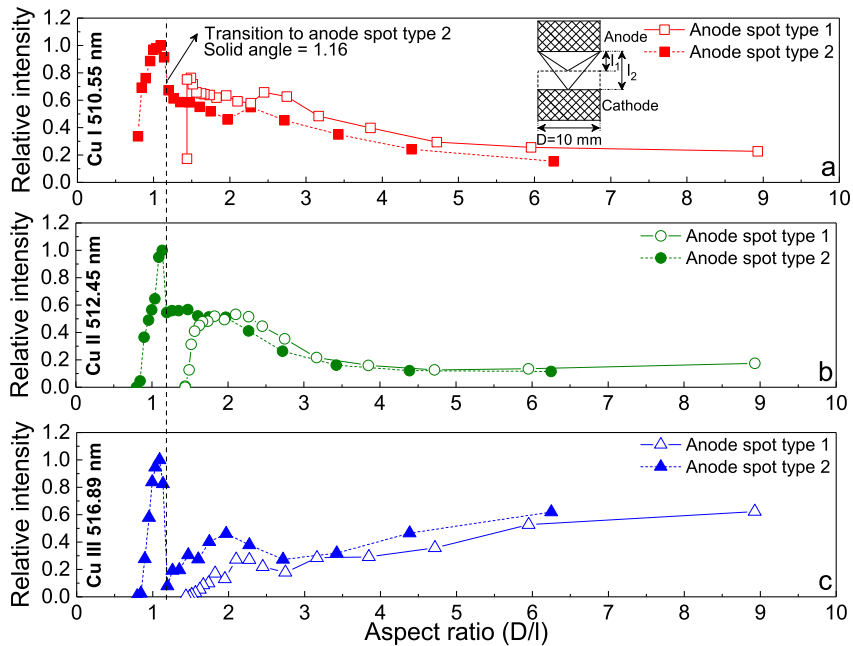 Relative intensity
Cu I 510.55 nm
1.2
1.0
0.8
0.6
0.4
0.2
0.0
Transition to anode spot type 2
Solid angle = 1.16
Anode
l1
l2
Cathode
D=10 mm
Anode spot type 1
Anode spot type 2
a
0 1 2 3 4 5 6 7 8 9 10
Relative intensity
Cu II 512.45 nm
1.2
1.0
0.8
0.6
0.4
0.2
0.0
Anode spot type 1
Anode spot type 2
b
0 1 2 3 4 5 6 7 8 9 10
Relative intensity
Cu III 516.89 nm
1.2
1.0
0.8
0.6
0.4
0.2
0.0
Anode spot type 1
Anode spot type 2
c
0 1 2 3 4 5 6 7 8 9 10
Aspect ratio (D/l)